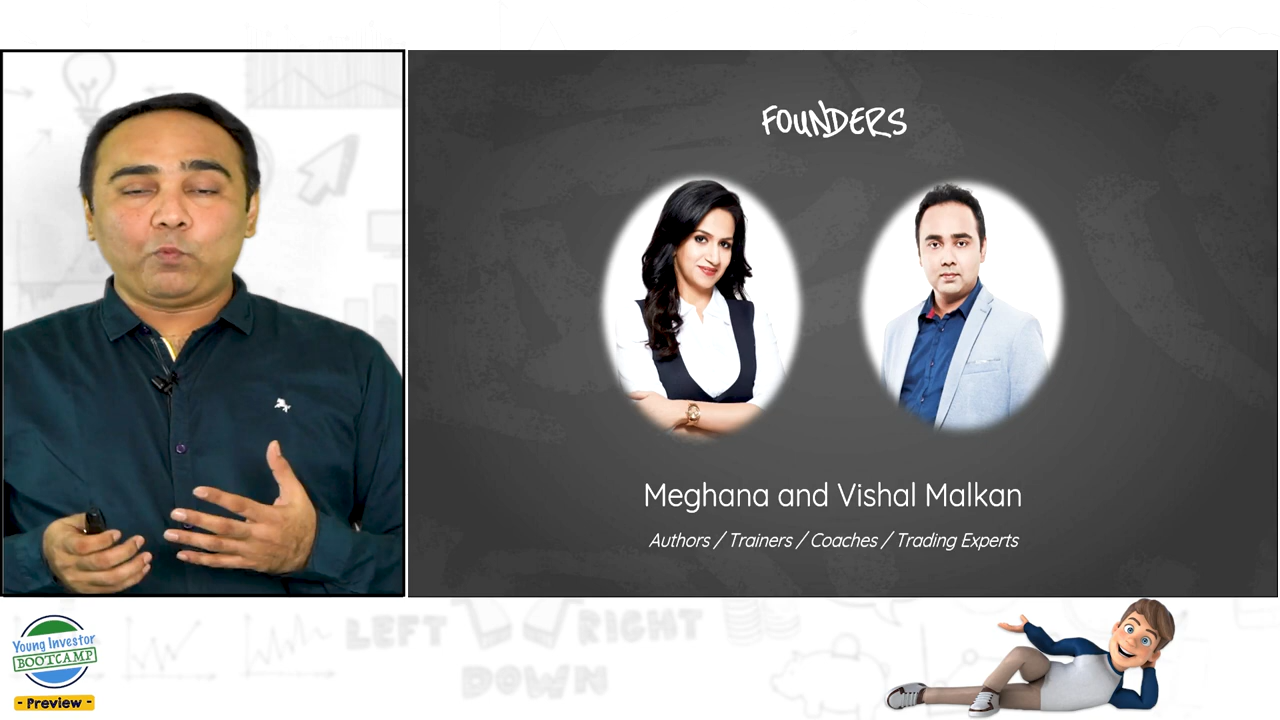 FOUNDERS
Meghana and Vishal Malkan
Authors / Trainers / Coaches / Trading Experts
LEFT
RIGHT
DOWN
Young Investor
BOOTCAMP
- Preview -